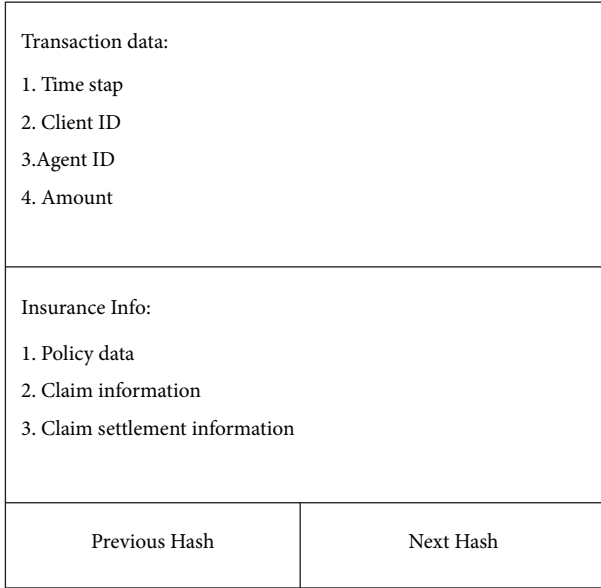 Transaction data:
1. Time stap
2. Client ID
3.Agent ID
4. Amount
Insurance Info:
1. Policy data
2. Claim information
3. Claim settlement information
Previous Hash
Next Hash